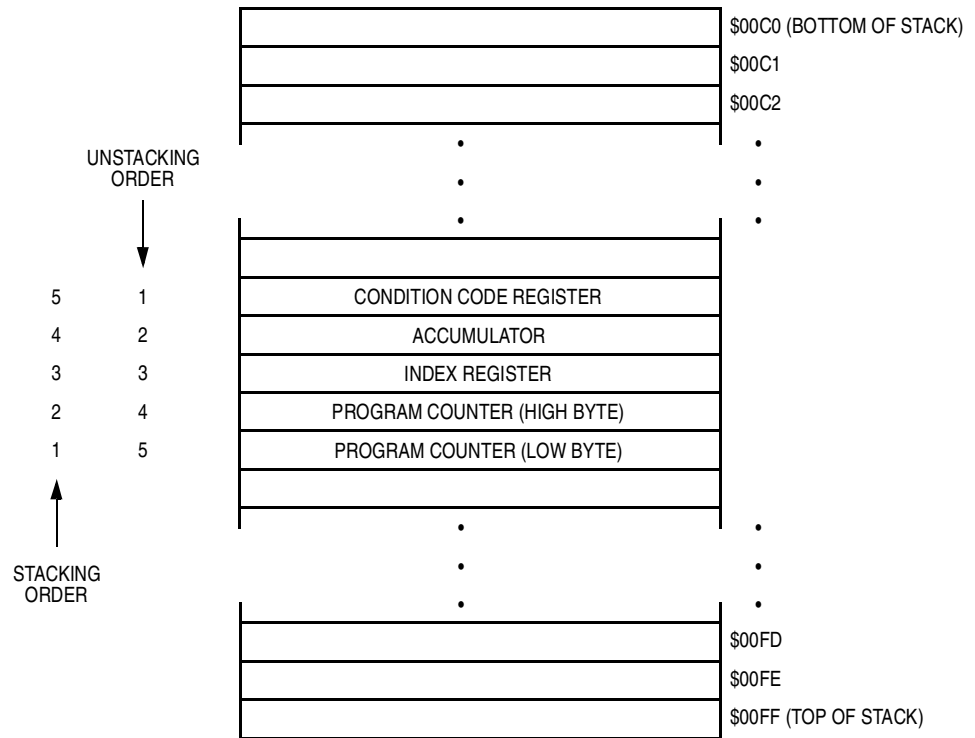 $00C0 (BOTTOM OF STACK)
$00C1
$00C2
UNSTACKING
ORDER
5 1 CONDITION CODE REGISTER
4 2 ACCUMULATOR
3 3 INDEX REGISTER
2 4 PROGRAM COUNTER (HIGH BYTE)
1 5 PROGRAM COUNTER (LOW BYTE)
STACKING
ORDER
$00FD
$00FE
$00FF (TOP OF STACK)